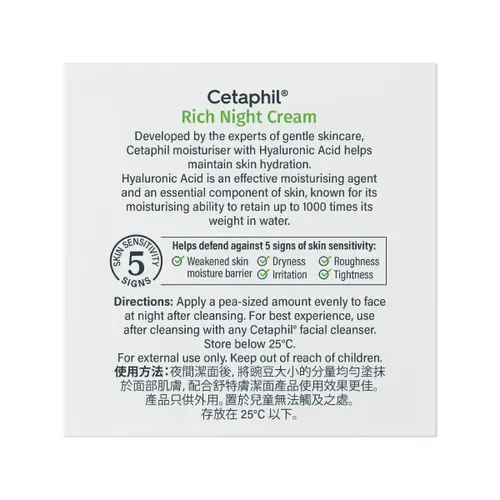 Cetaphil®
Rich Night Cream
Developed by the experts of gentle skincare,
Cetaphil moisturiser with Hyaluronic Acid helps
maintain skin hydration.
Hyaluronic Acid is an effective moisturising agent
and an essential component of skin, known for its
moisturising ability to retain up to 1000 times its
weight in water.
SKIN SENSITIVITY
5
SIGNS
Helps defend against 5 signs of skin sensitivity:
Weakened skin Dryness Roughness
moisture barrier Irritation Tightness
Directions: Apply a pea-sized amount evenly to face
at night after cleansing. For best experience, use
after cleansing with any Cetaphil® facial cleanser.
Store below 25°C.
For external use only. Keep out of reach of children.
使用方法：夜間潔面後，將豌豆大小的分量均勻塗抹
於面部肌膚，配合舒特膚潔面產品使用效果更佳。
產品只供外用。置於兒童無法觸及之處。
存放在 25°C 以下。